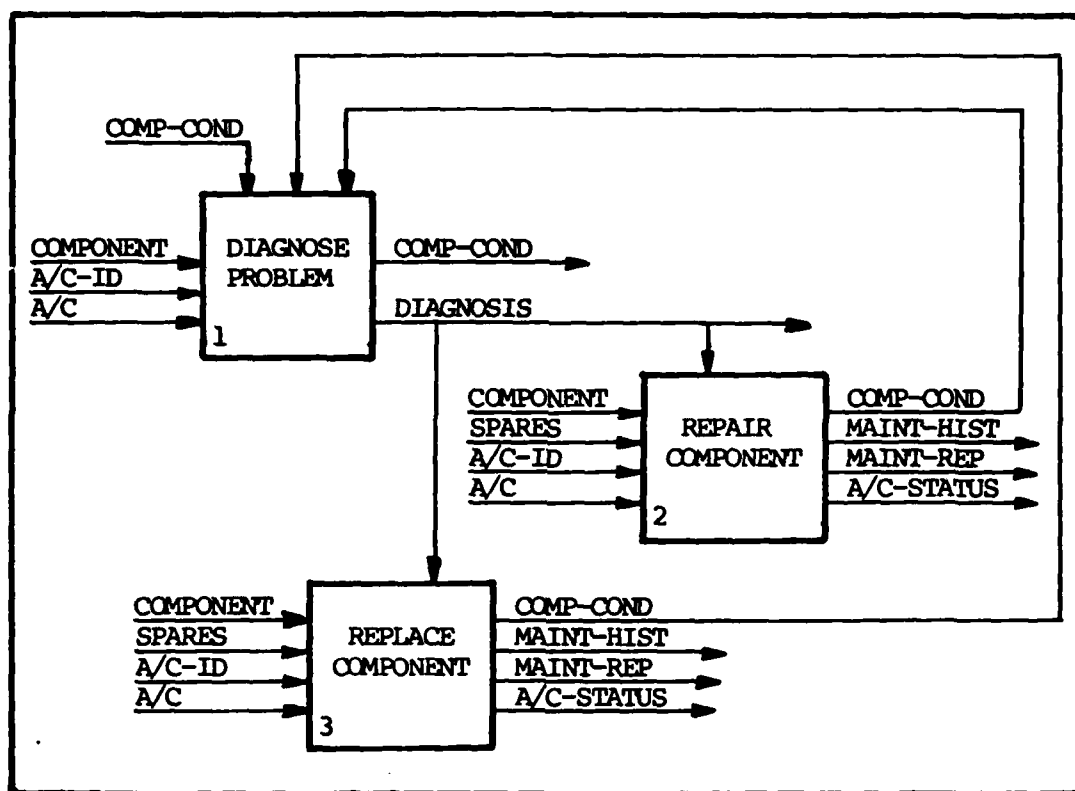 COMP-COND
COMPONENT
A/C-ID
A/C
DIAGNOSE
PROBLEM
1
COMP-COND
DIAGNOSIS
COMPONENT
SPARES
A/C-ID
A/C
REPAIR
COMPONENT
2
COMP-COND
MAINT-HIST
MAINT-REP
A/C-STATUS
COMPONENT
SPARES
A/C-ID
A/C
REPLACE
COMPONENT
3
COMP-COND
MAINT-HIST
MAINT-REP
A/C-STATUS